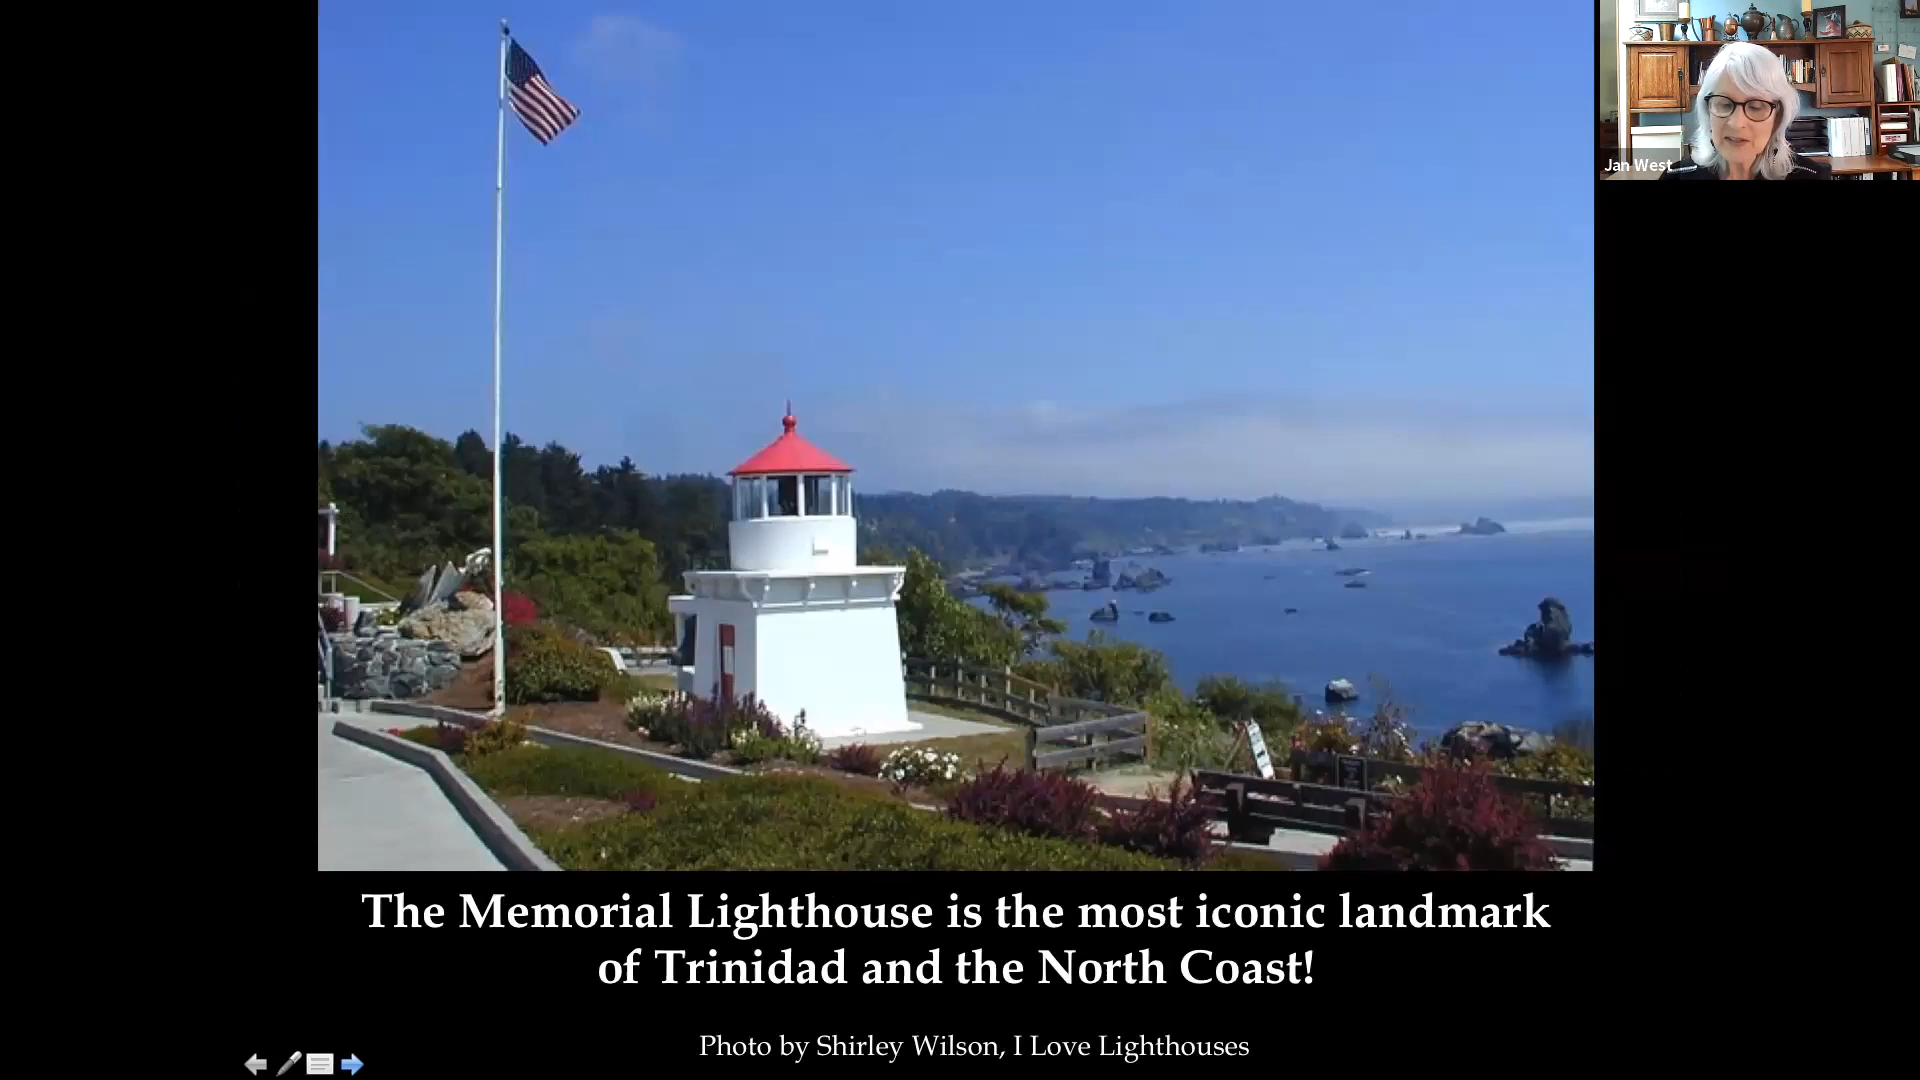 Jan West
The Memorial Lighthouse is the most iconic landmark
of Trinidad and the North Coast!
Photo by Shirley Wilson, I Love Lighthouses